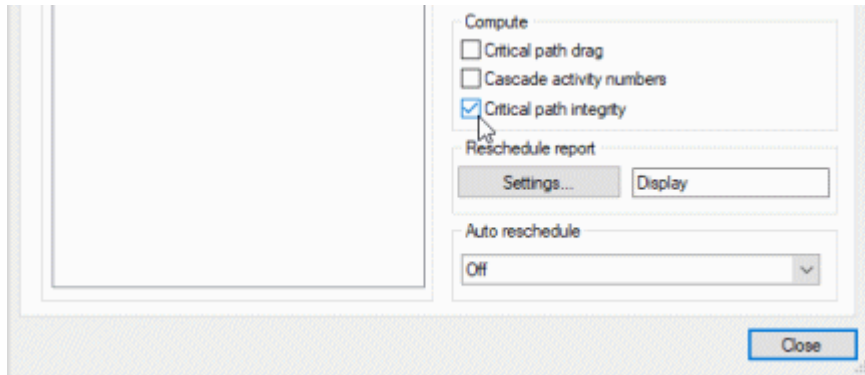 Compute
Critical path drag
Cascade activity numbers
Critical path integrity
Reschedule report
Settings... Display
Auto reschedule
Off
Close